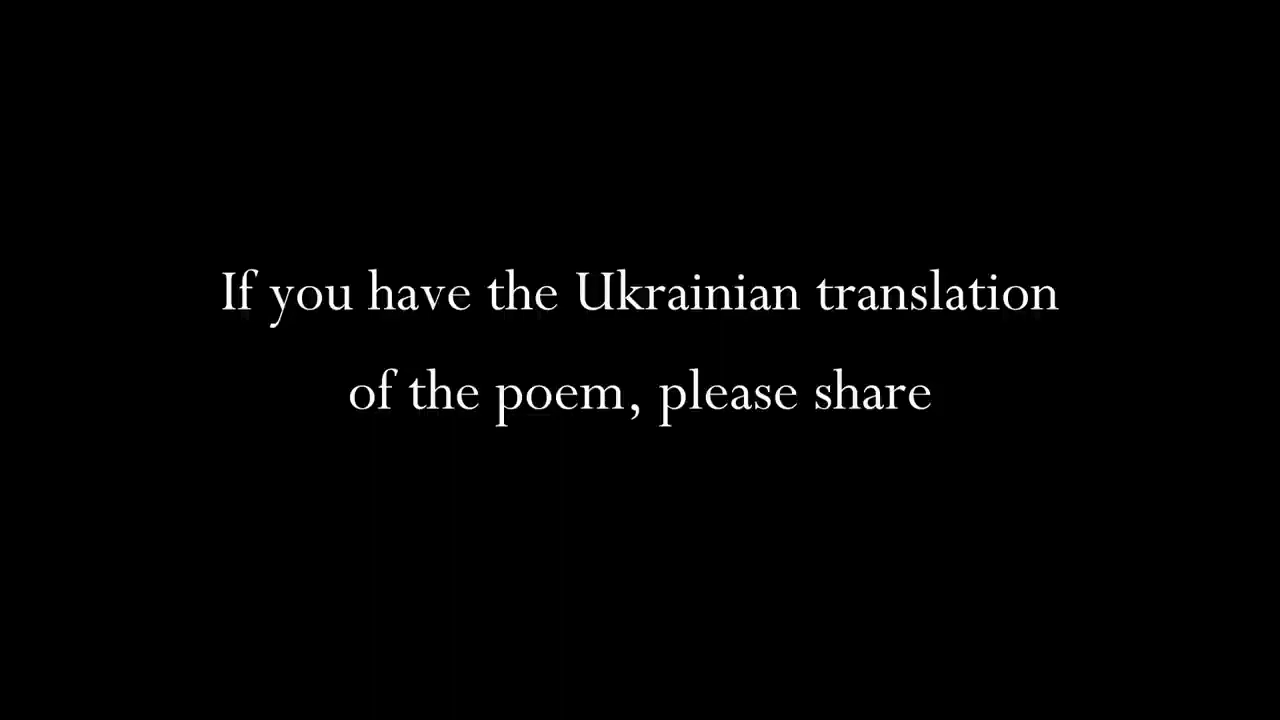 If you have the Ukrainian translation
of the poem, please share